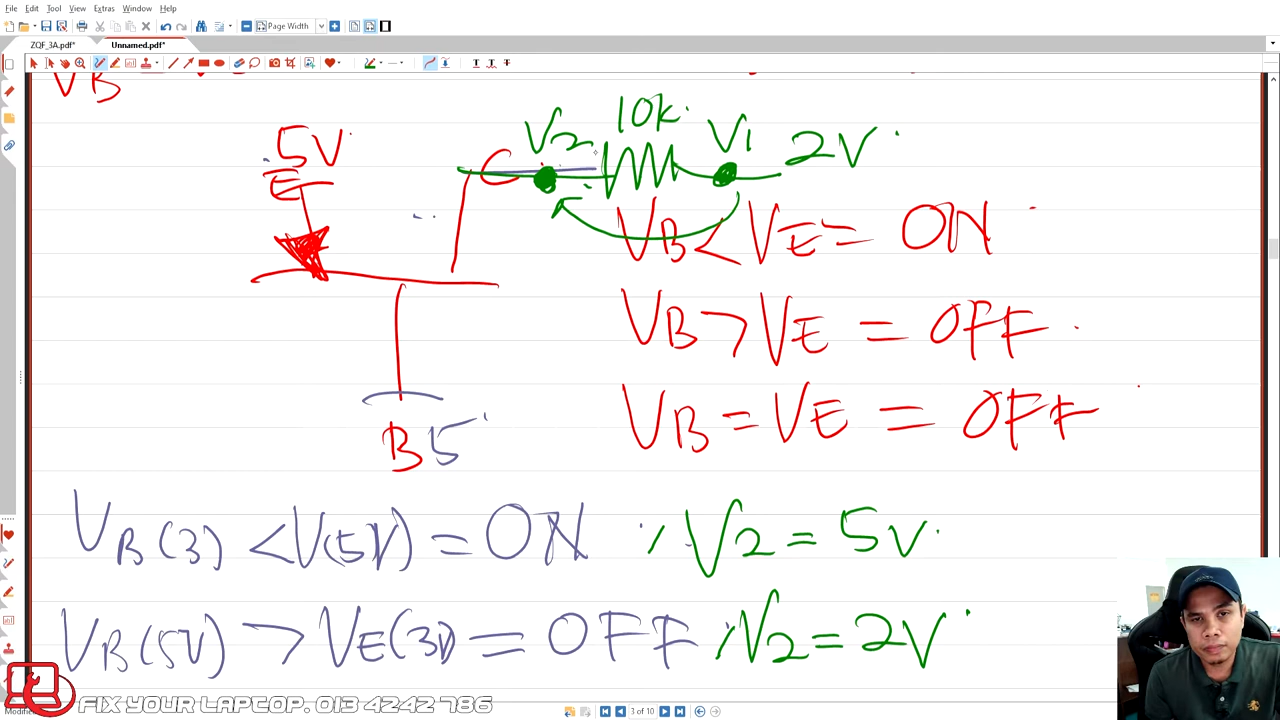 File Edit Tool View Extras Window Help
Page Width
ZQF_3A.pdf* Unnamed.pdf*
VB
5V
E
C
V2
10K
V1
2V
VB < VE = ON
VB > VE = OFF
VB = VE = OFF
B 5
VB(3) < V(5V) = ON V2 = 5V
VB(5V) > VE(3V) = OFF V2 = 2V
FIX YOUR LAPTOP. 013 4242 786
3 of 10